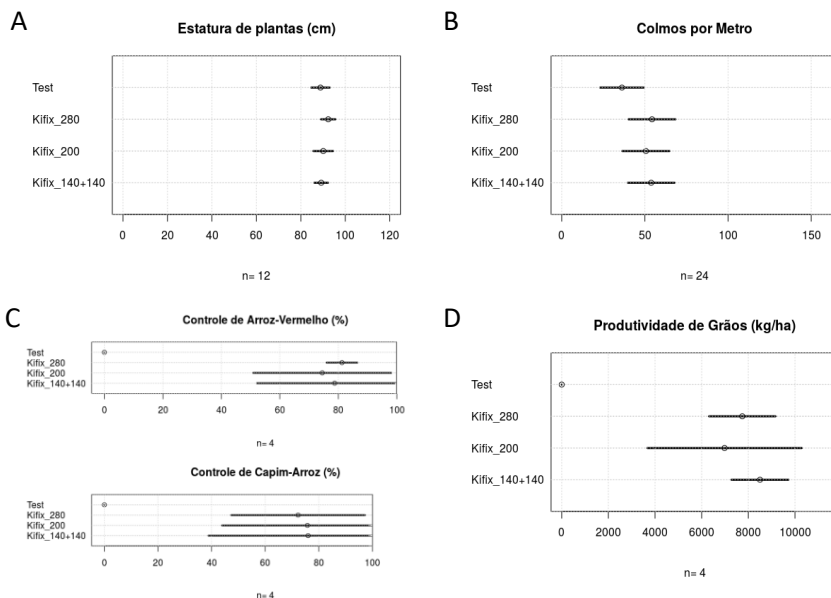 A
Estatura de plantas (cm)
Test
Kifix_280
Kifix_200
Kifix_140+140
0 20 40 60 80 100 120
n= 12
B
Colmos por Metro
Test
Kifix_280
Kifix_200
Kifix_140+140
0 50 100 150
n= 24
C
Controle de Arroz-Vermelho (%)
Test
Kifix_280
Kifix_200
Kifix_140+140
0 20 40 60 80 100
n= 4
Controle de Capim-Arroz (%)
Test
Kifix_280
Kifix_200
Kifix_140+140
0 20 40 60 80 100
n= 4
D
Produtividade de Grãos (kg/ha)
Test
Kifix_280
Kifix_200
Kifix_140+140
0 2000 4000 6000 8000 10000
n= 4